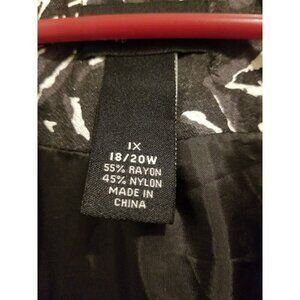 1X
18/20W
55% RAYON
45% NYLON
MADE IN
CHINA